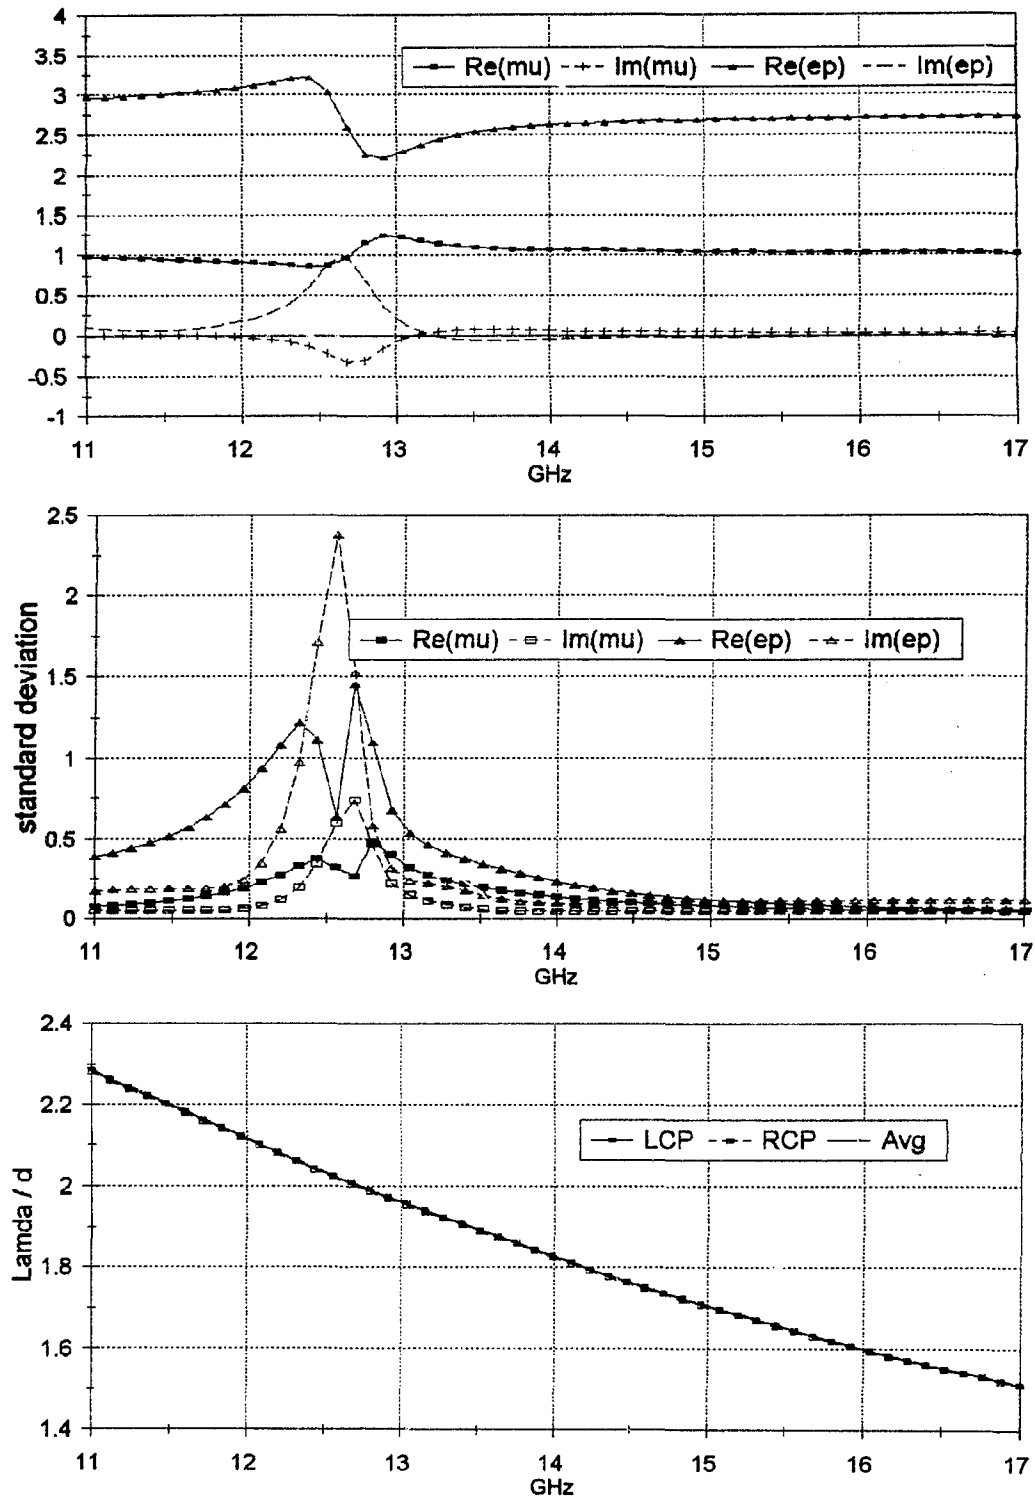 4
3.5
Re(mu) Im(mu) Re(ep) Im(ep)
3
2.5
2
1.5
1
0.5
0
-0.5
-1
11 12 13 14 15 16 17
GHz
2.5
2
Re(mu) Im(mu) Re(ep) Im(ep)
1.5
standard deviation
1
0.5
0
11 12 13 14 15 16 17
GHz
2.4
2.2
LCP RCP Avg
2
Lamda / d
1.8
1.6
1.4
11 12 13 14 15 16 17
GHz